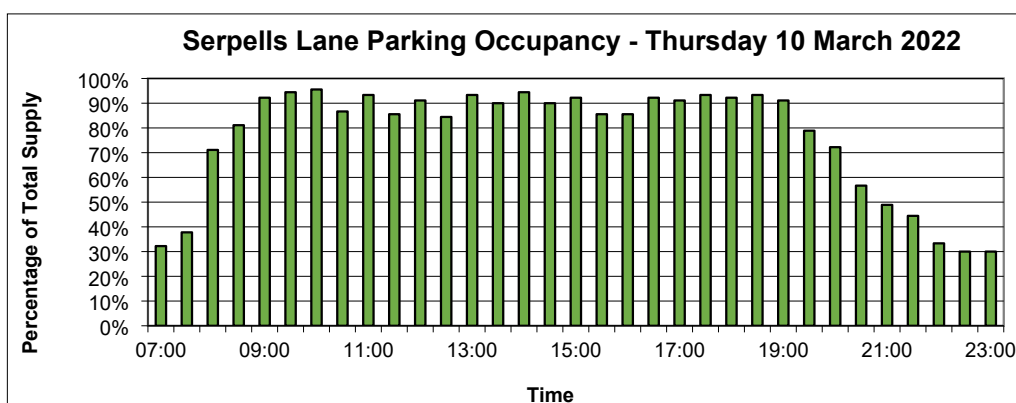 Serpells Lane Parking Occupancy - Thursday 10 March 2022
Percentage of Total Supply
100%
90%
80%
70%
60%
50%
40%
30%
20%
10%
0%
07:00 09:00 11:00 13:00 15:00 17:00 19:00 21:00 23:00
Time